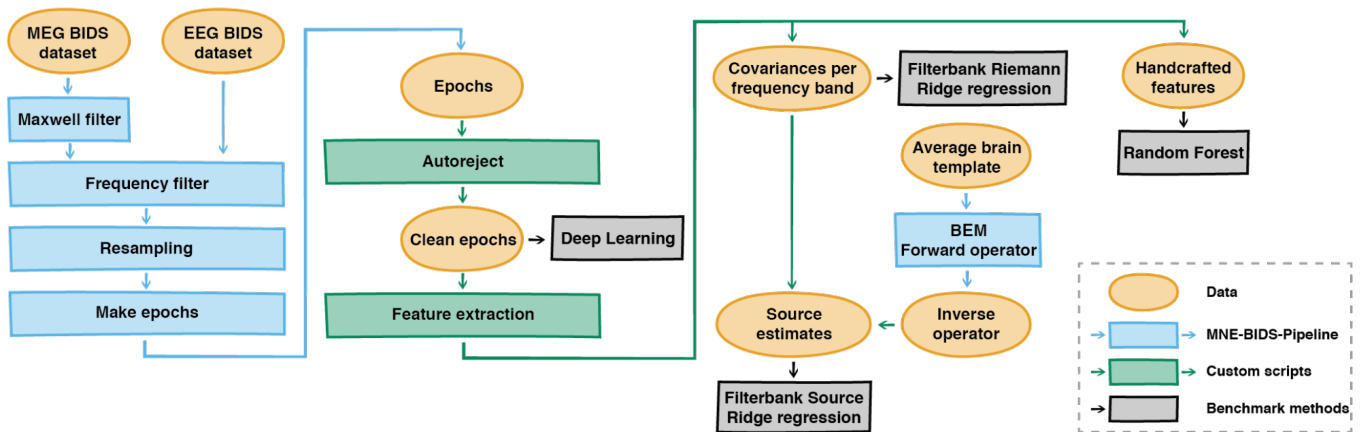 MEG BIDS
dataset
EEG BIDS
dataset
Maxwell filter
Frequency filter
Resampling
Make epochs
Epochs
Autoreject
Clean epochs
Deep Learning
Feature extraction
Covariances per
frequency band
Filterbank Riemann
Ridge regression
Handcrafted
features
Random Forest
Average brain
template
BEM
Forward operator
Source
estimates
Inverse
operator
Filterbank Source
Ridge regression
Data
MNE-BIDS-Pipeline
Custom scripts
Benchmark methods